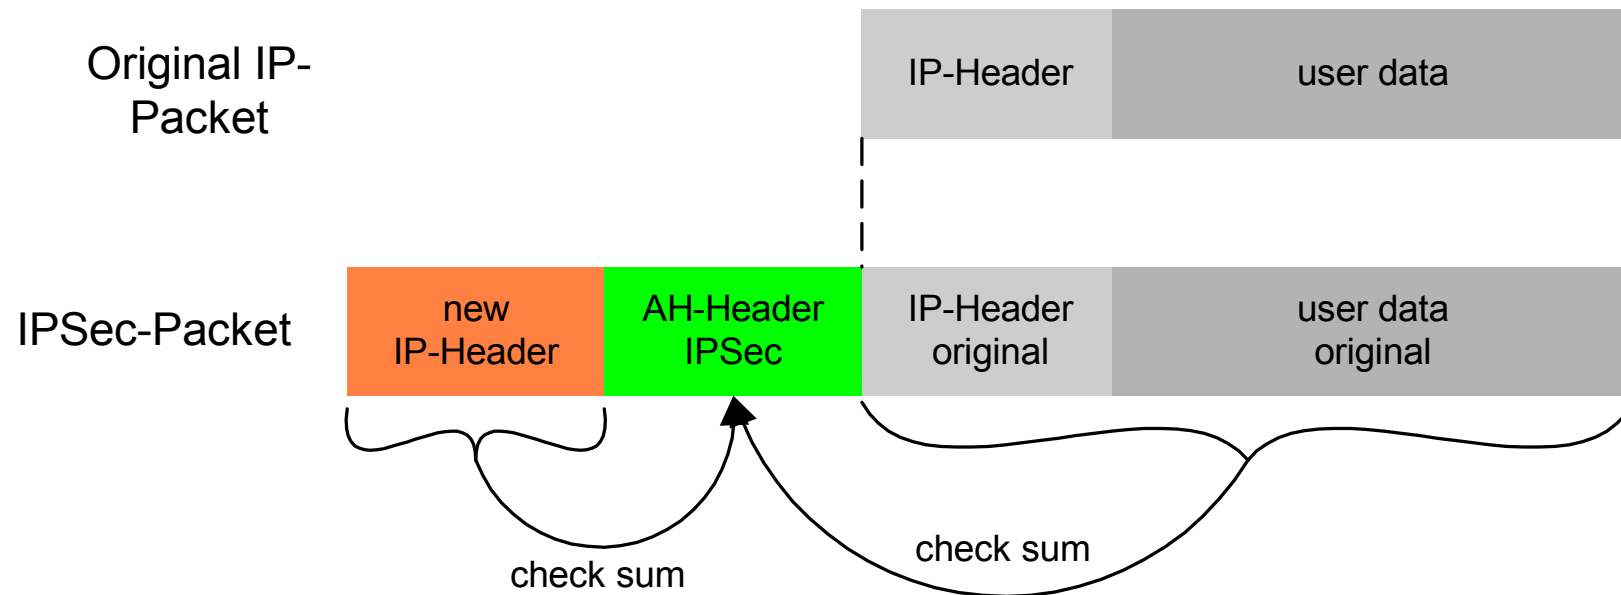 Original IP-
Packet
IP-Header
user data
IPSec-Packet
new
IP-Header
AH-Header
IPSec
IP-Header
original
user data
original
check sum
check sum